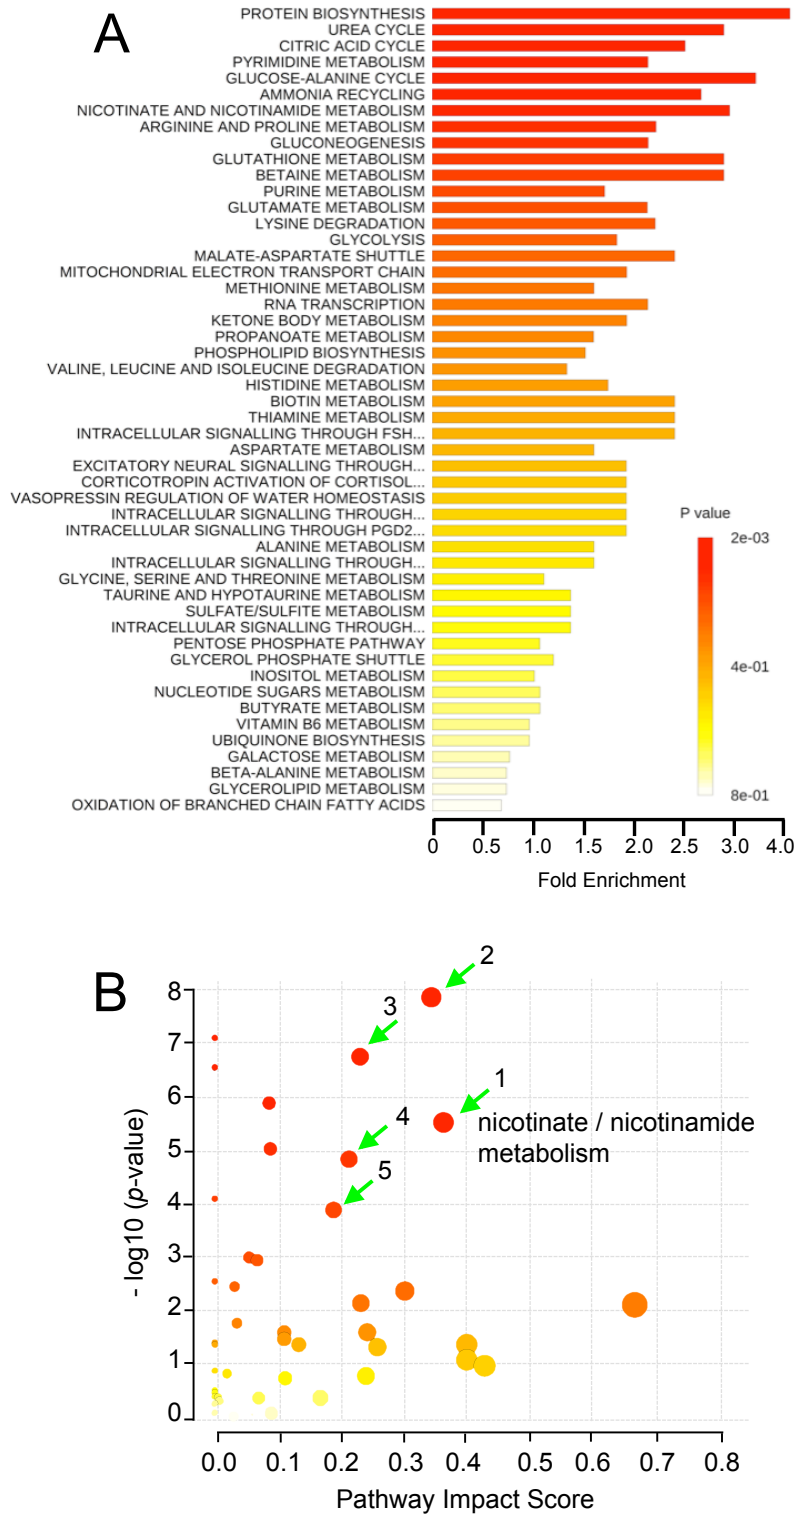 A
PROTEIN BIOSYNTHESIS
UREA CYCLE
CITRIC ACID CYCLE
PYRIMIDINE METABOLISM
GLUCOSE-ALANINE CYCLE
AMMONIA RECYCLING
NICOTINATE AND NICOTINAMIDE METABOLISM
ARGININE AND PROLINE METABOLISM
GLUCONEOGENESIS
GLUTATHIONE METABOLISM
BETAINE METABOLISM
PURINE METABOLISM
GLUTAMATE METABOLISM
LYSINE DEGRADATION
GLYCOLYSIS
MALATE-ASPARTATE SHUTTLE
MITOCHONDRIAL ELECTRON TRANSPORT CHAIN
METHIONINE METABOLISM
RNA TRANSCRIPTION
KETONE BODY METABOLISM
PROPANOATE METABOLISM
PHOSPHOLIPID BIOSYNTHESIS
VALINE, LEUCINE AND ISOLEUCINE DEGRADATION
HISTIDINE METABOLISM
BIOTIN METABOLISM
THIAMINE METABOLISM
INTRACELLULAR SIGNALLING THROUGH FSH...
ASPARTATE METABOLISM
EXCITATORY NEURAL SIGNALLING THROUGH...
CORTICOTROPIN ACTIVATION OF CORTISOL...
VASOPRESSIN REGULATION OF WATER HOMEOSTASIS
INTRACELLULAR SIGNALLING THROUGH...
INTRACELLULAR SIGNALLING THROUGH PGD2...
ALANINE METABOLISM
INTRACELLULAR SIGNALLING THROUGH...
GLYCINE, SERINE AND THREONINE METABOLISM
TAURINE AND HYPOTAURINE METABOLISM
SULFATE/SULFITE METABOLISM
INTRACELLULAR SIGNALLING THROUGH...
PENTOSE PHOSPHATE PATHWAY
GLYCEROL PHOSPHATE SHUTTLE
INOSITOL METABOLISM
NUCLEOTIDE SUGARS METABOLISM
BUTYRATE METABOLISM
VITAMIN B6 METABOLISM
UBIQUINONE BIOSYNTHESIS
GALACTOSE METABOLISM
BETA-ALANINE METABOLISM
GLYCEROLIPID METABOLISM
OXIDATION OF BRANCHED CHAIN FATTY ACIDS
P value
2e-03
4e-01
8e-01
0 0.5 1.0 1.5 2.0 2.5 3.0 4.0
Fold Enrichment
B
- log10 (p-value)
8
7
6
5
4
3
2
1
0
2
3
1
nicotinate / nicotinamide
metabolism
4
5
0.0 0.1 0.2 0.3 0.4 0.5 0.6 0.7 0.8
Pathway Impact Score